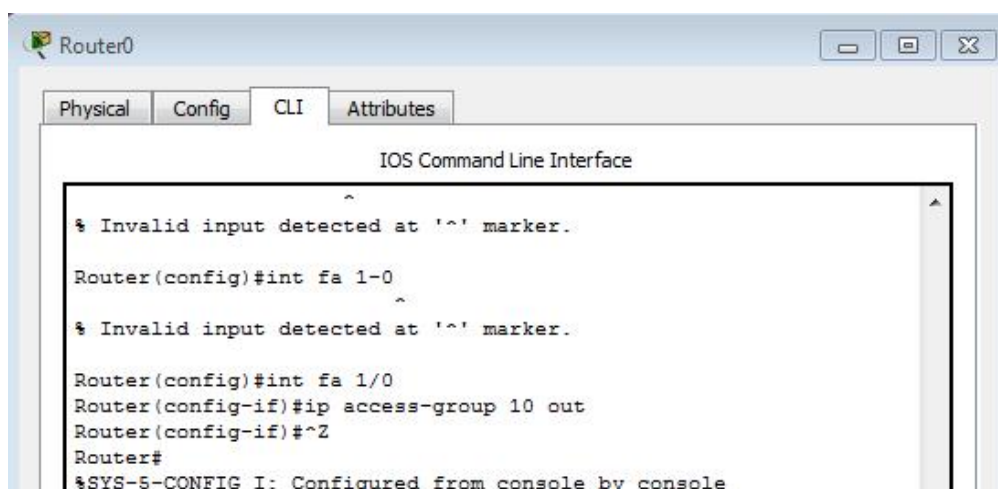 Router0
Physical Config CLI Attributes
IOS Command Line Interface
^
% Invalid input detected at '^' marker.
Router(config)#int fa 1-0
^
% Invalid input detected at '^' marker.
Router(config)#int fa 1/0
Router(config-if)#ip access-group 10 out
Router(config-if)#^Z
Router#
%SYS-5-CONFIG_I: Configured from console by console